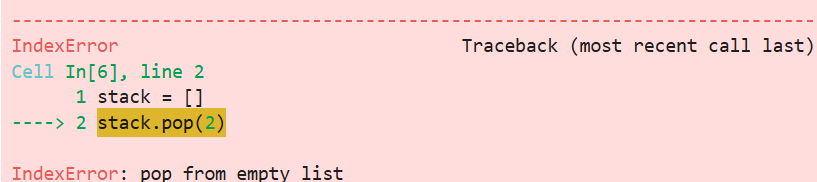 ---------------------------------------------------------------------------
IndexError                                Traceback (most recent call last)
Cell In[6], line 2
      1 stack = []
----> 2 stack.pop(2)
IndexError: pop from empty list